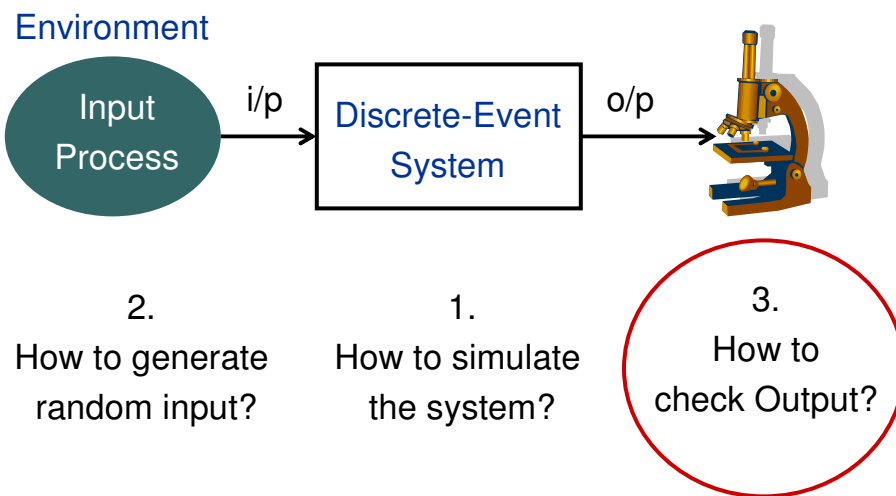 Environment
Input
Process
i/p
Discrete-Event
System
o/p
2.
How to generate
random input?
1.
How to simulate
the system?
3.
How to
check Output?